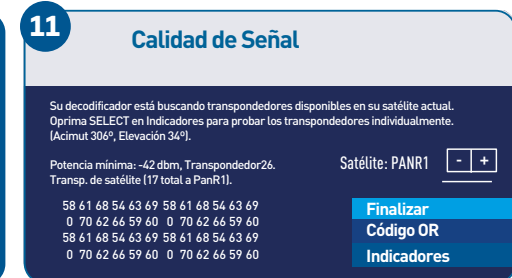 11
Calidad de Señal
Su decodificador está buscando transpondedores disponibles en su satélite actual.
Oprima SELECT en Indicadores para probar los transpondedores individualmente.
(Acimut 306º, Elevación 34º).
Potencia mínima: -42 dbm, Transpondedor26.
Transp. de satélite (17 total a PanR1).
Satélite: PANR1 - +
58 61 68 54 63 69 58 61 68 54 63 69
0 70 62 66 59 60 0 70 62 66 59 60
58 61 68 54 63 69 58 61 68 54 63 69
0 70 62 66 59 60 0 70 62 66 59 60
Finalizar
Código OR
Indicadores